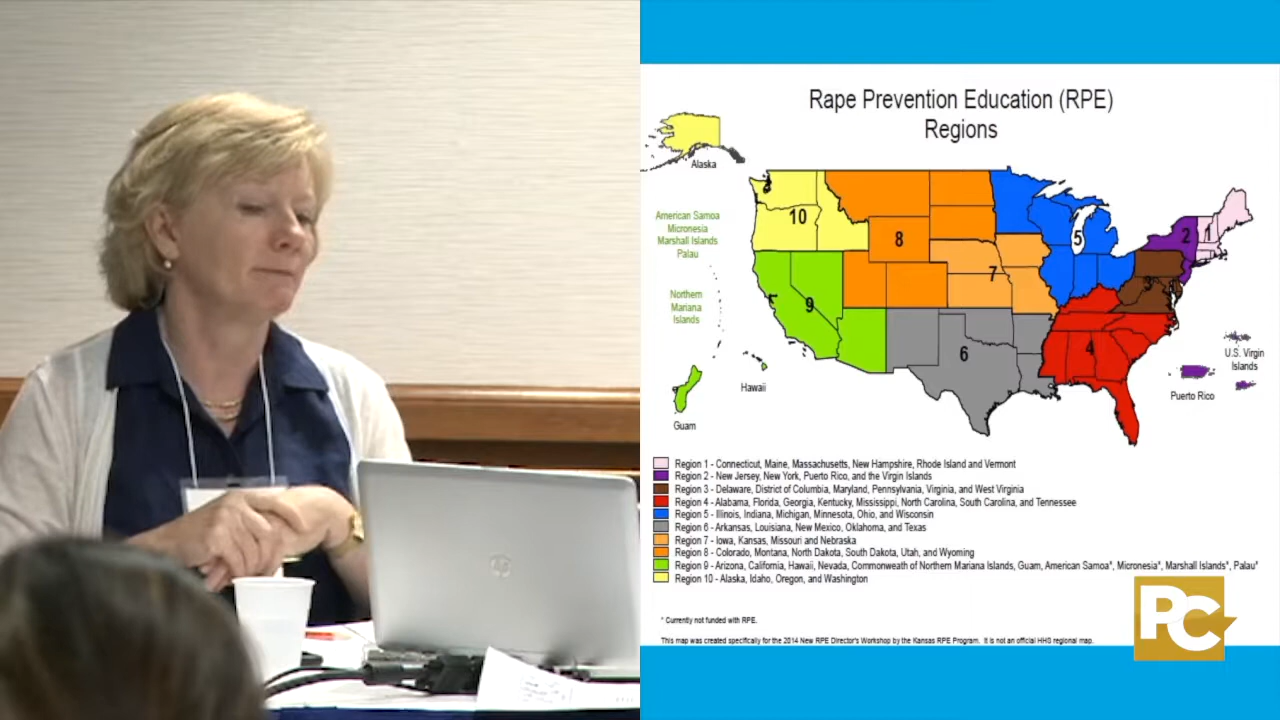 Rape Prevention Education (RPE)
Regions
Alaska
American Samoa
Micronesia
Marshall Islands
Palau
Northern
Mariana
Islands
Hawaii
Guam
10
8
9
7
6
5
4
3
2
1
U.S. Virgin
Islands
Puerto Rico
Region 1 - Connecticut, Maine, Massachusetts, New Hampshire, Rhode Island and Vermont
Region 2 - New Jersey, New York, Puerto Rico, and the Virgin Islands
Region 3 - Delaware, District of Columbia, Maryland, Pennsylvania, Virginia, and West Virginia
Region 4 - Alabama, Florida, Georgia, Kentucky, Mississippi, North Carolina, South Carolina, and Tennessee
Region 5 - Illinois, Indiana, Michigan, Minnesota, Ohio, and Wisconsin
Region 6 - Arkansas, Louisiana, New Mexico, Oklahoma, and Texas
Region 7 - Iowa, Kansas, Missouri and Nebraska
Region 8 - Colorado, Montana, North Dakota, South Dakota, Utah, and Wyoming
Region 9 - Arizona, California, Hawaii, Nevada, Commonweath of Northern Mariana Islands, Guam, American Samoa*, Micronesia*, Marshall Islands*, Palau*
Region 10 - Alaska, Idaho, Oregon, and Washington
* Currently not funded with RPE.
This map was created specifically for the 2014 New RPE Director's Workshop by the Kansas RPE Program. It is not an official HHS regional map.
PC
hp